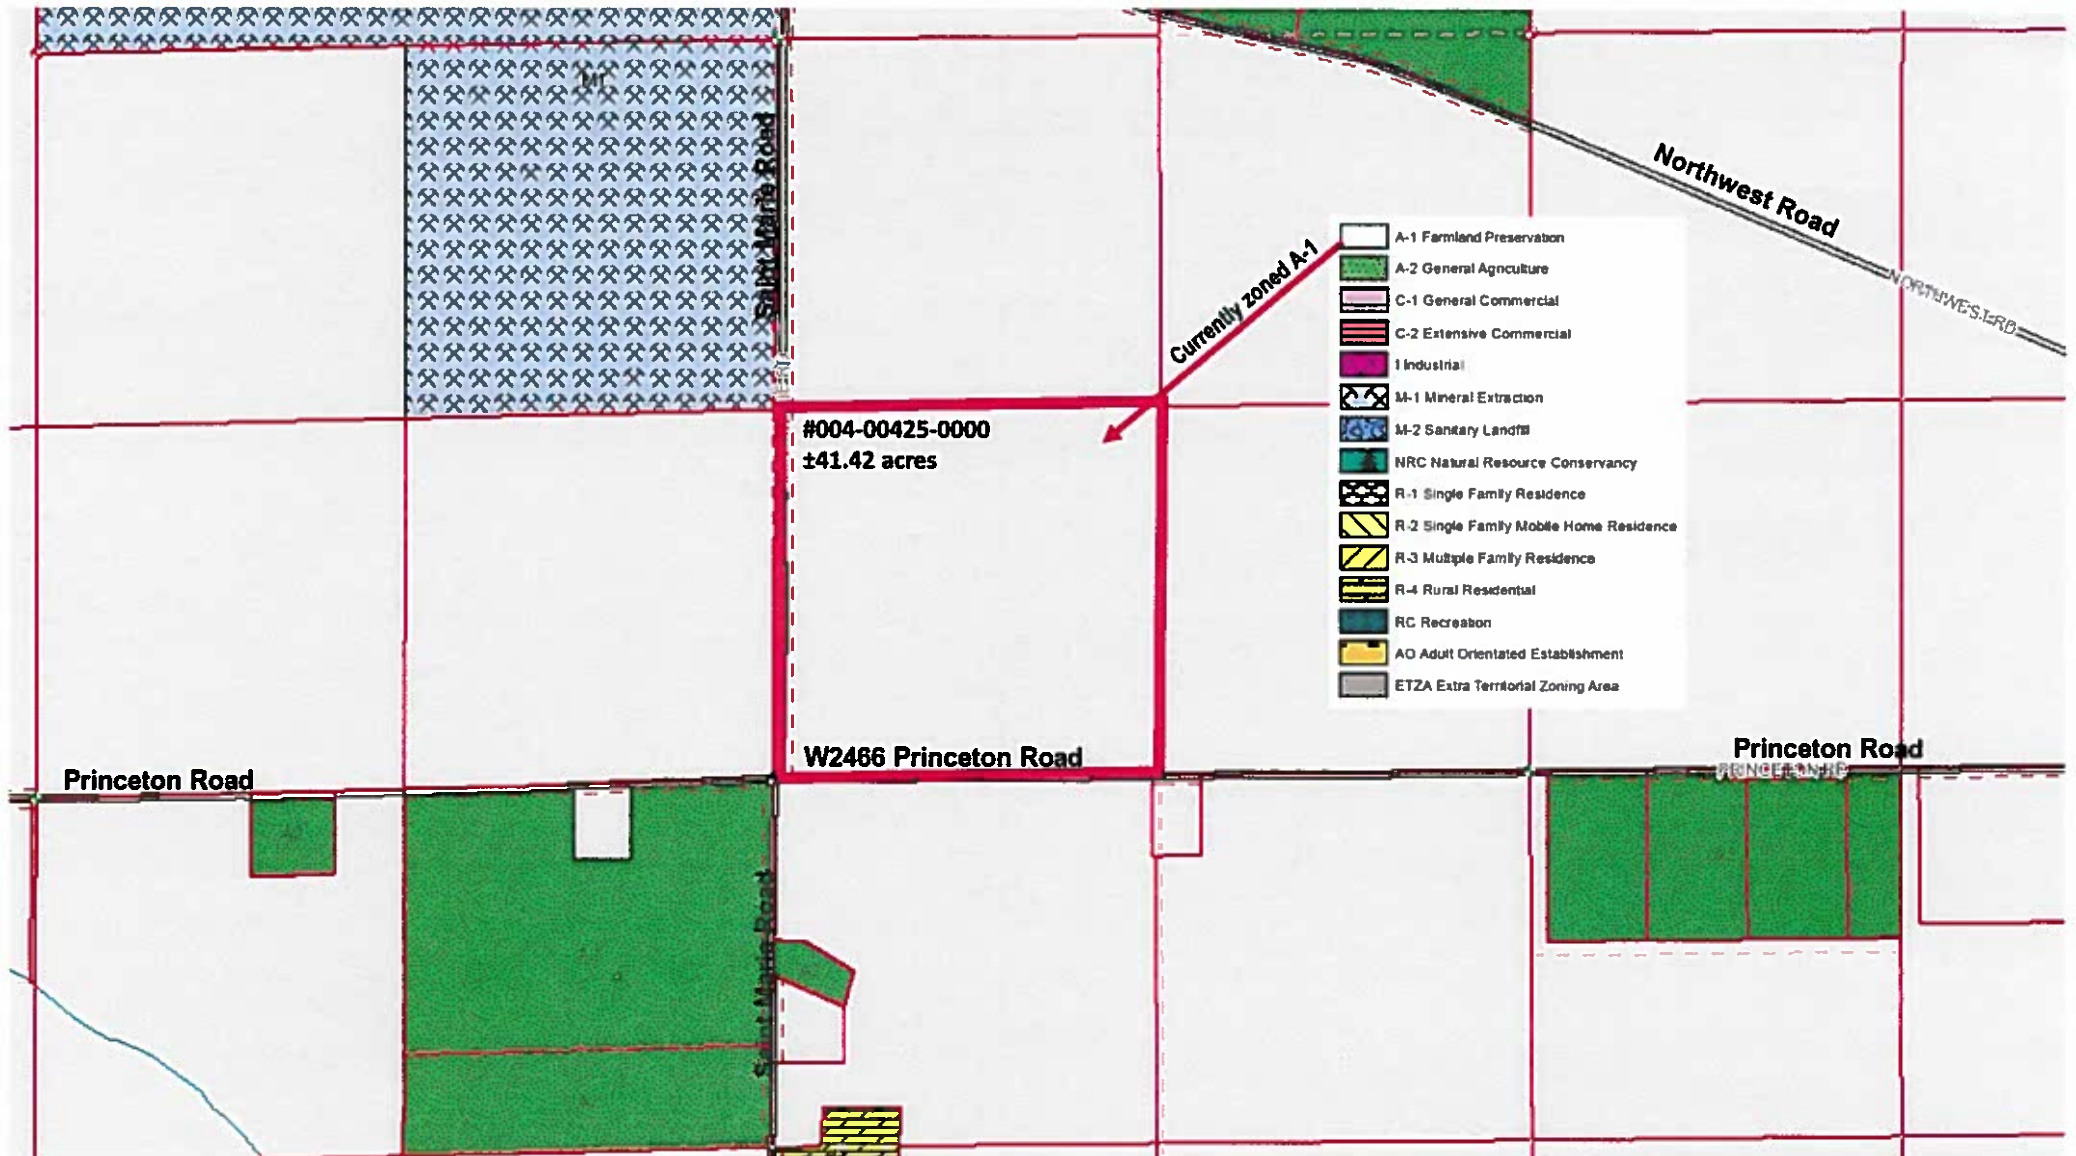 M1
Saint Marie Road
Northwest Road
NORTHWEST RD
Currently zoned A-1
A-1 Farmland Preservation
A-2 General Agriculture
C-1 General Commercial
C-2 Extensive Commercial
I Industrial
M-1 Mineral Extraction
M-2 Sanitary Landfill
NRC Natural Resource Conservancy
R-1 Single Family Residence
R-2 Single Family Mobile Home Residence
R-3 Multiple Family Residence
R-4 Rural Residential
RC Recreation
AO Adult Orientated Establishment
ETZA Extra Territorial Zoning Area
#004-00425-0000
±41.42 acres
W2466 Princeton Road
Princeton Road
PRINCETON RD
Princeton Road
Saint Marie Road